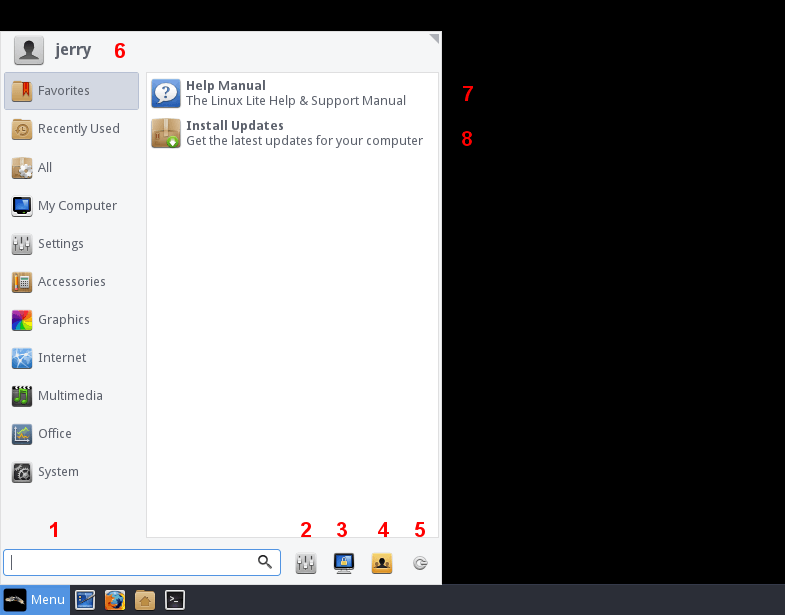 jerry 6
Favorites
Recently Used
All
My Computer
Settings
Accessories
Graphics
Internet
Multimedia
Office
System
Help Manual
The Linux Lite Help & Support Manual
7
Install Updates
Get the latest updates for your computer
8
1 2 3 4 5
Menu